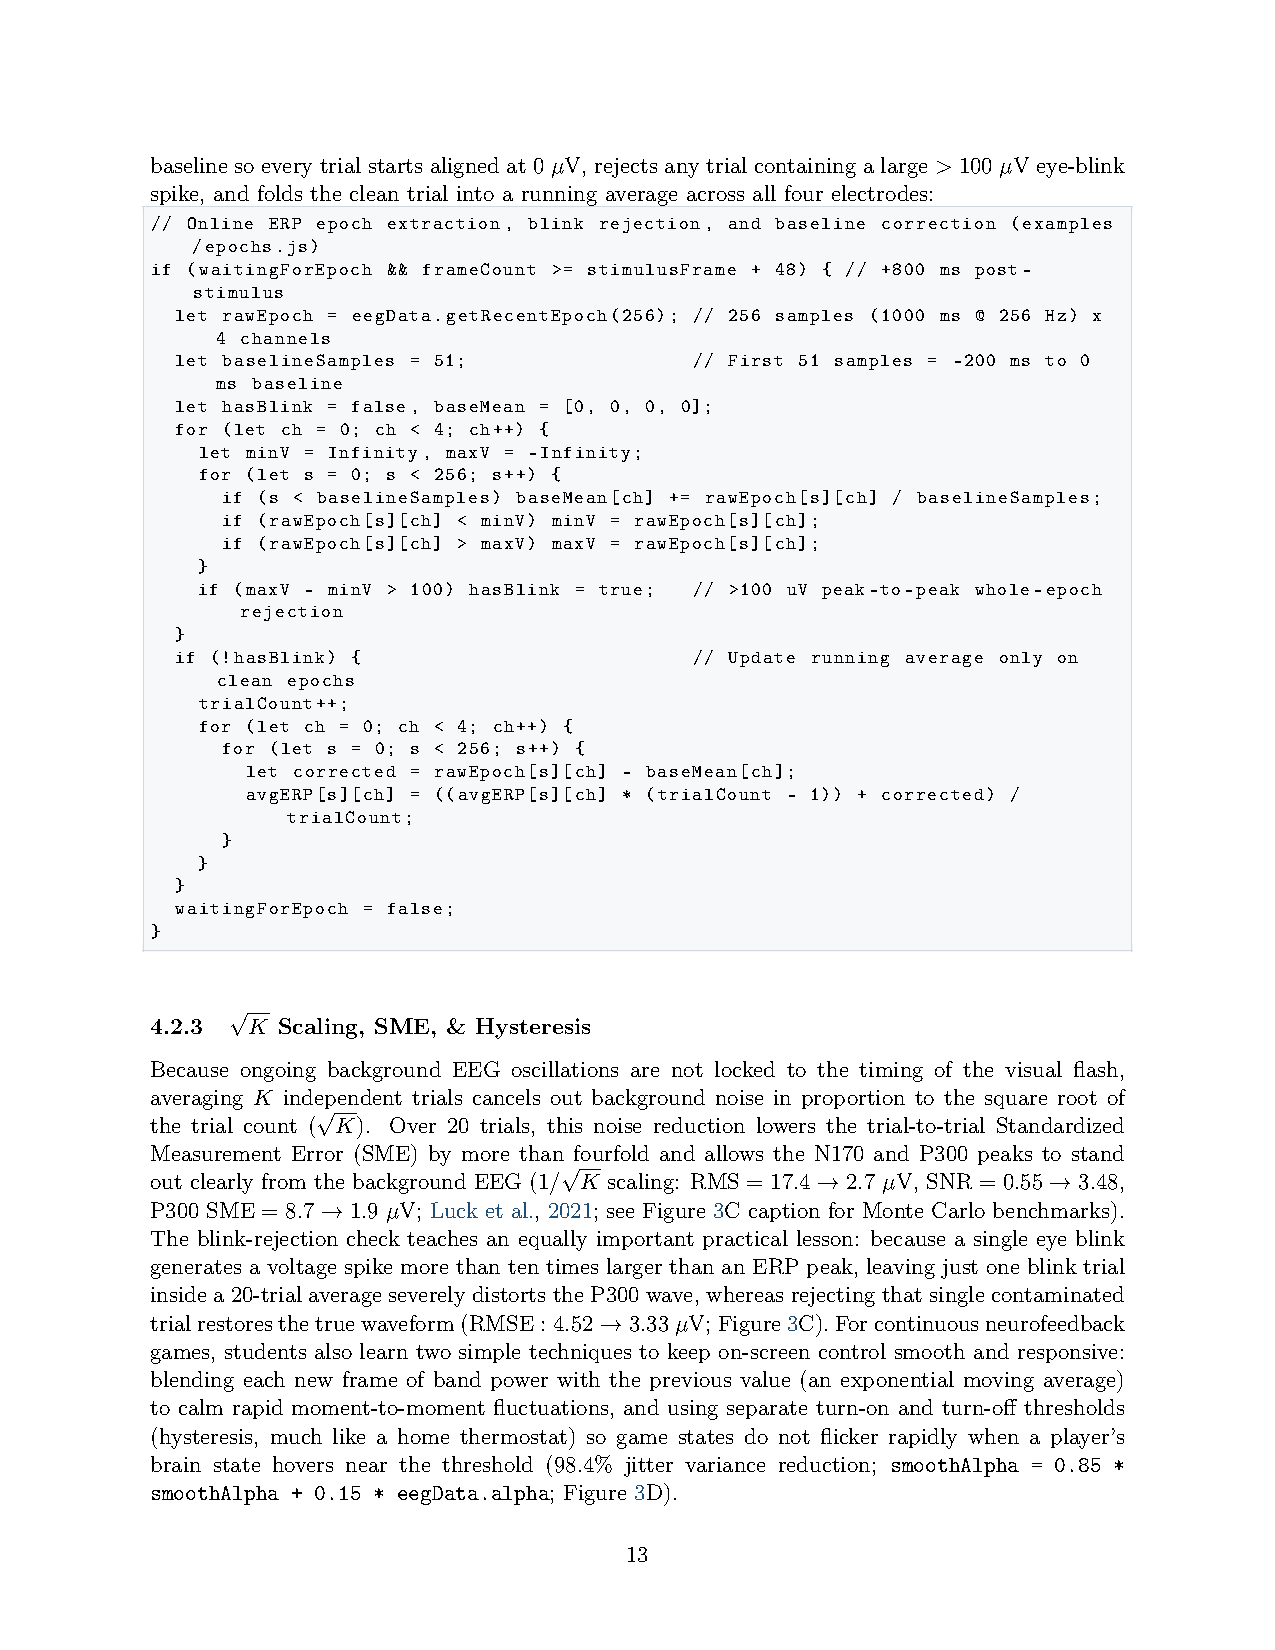 baseline so every trial starts aligned at 0 μV, rejects any trial containing a large > 100 μV eye-blink
spike, and folds the clean trial into a running average across all four electrodes:
// Online ERP epoch extraction, blink rejection, and baseline correction (examples
/epochs.js)
if (waitingForEpoch && frameCount >= stimulusFrame + 48) { // +800 ms post-
stimulus
let rawEpoch = eegData.getRecentEpoch(256); // 256 samples (1000 ms @ 256 Hz) x
4 channels
let baselineSamples = 51; // First 51 samples = -200 ms to 0
ms baseline
let hasBlink = false, baseMean = [0, 0, 0, 0];
for (let ch = 0; ch < 4; ch++) {
let minV = Infinity, maxV = -Infinity;
for (let s = 0; s < 256; s++) {
if (s < baselineSamples) baseMean[ch] += rawEpoch[s][ch] / baselineSamples;
if (rawEpoch[s][ch] < minV) minV = rawEpoch[s][ch];
if (rawEpoch[s][ch] > maxV) maxV = rawEpoch[s][ch];
}
if (maxV - minV > 100) hasBlink = true; // >100 uV peak-to-peak whole-epoch
rejection
}
if (!hasBlink) { // Update running average only on
clean epochs
trialCount++;
for (let ch = 0; ch < 4; ch++) {
for (let s = 0; s < 256; s++) {
let corrected = rawEpoch[s][ch] - baseMean[ch];
avgERP[s][ch] = ((avgERP[s][ch] * (trialCount - 1)) + corrected) /
trialCount;
}
}
}
waitingForEpoch = false;
}
4.2.3 √K Scaling, SME, & Hysteresis
Because ongoing background EEG oscillations are not locked to the timing of the visual flash,
averaging K independent trials cancels out background noise in proportion to the square root of
the trial count (√K). Over 20 trials, this noise reduction lowers the trial-to-trial Standardized
Measurement Error (SME) by more than fourfold and allows the N170 and P300 peaks to stand
out clearly from the background EEG (1/√K scaling: RMS = 17.4 → 2.7 μV, SNR = 0.55 → 3.48,
P300 SME = 8.7 → 1.9 μV; Luck et al., 2021; see Figure 3C caption for Monte Carlo benchmarks).
The blink-rejection check teaches an equally important practical lesson: because a single eye blink
generates a voltage spike more than ten times larger than an ERP peak, leaving just one blink trial
inside a 20-trial average severely distorts the P300 wave, whereas rejecting that single contaminated
trial restores the true waveform (RMSE : 4.52 → 3.33 μV; Figure 3C). For continuous neurofeedback
games, students also learn two simple techniques to keep on-screen control smooth and responsive:
blending each new frame of band power with the previous value (an exponential moving average)
to calm rapid moment-to-moment fluctuations, and using separate turn-on and turn-off thresholds
(hysteresis, much like a home thermostat) so game states do not flicker rapidly when a player's
brain state hovers near the threshold (98.4% jitter variance reduction; smoothAlpha = 0.85 *
smoothAlpha + 0.15 * eegData.alpha; Figure 3D).
13